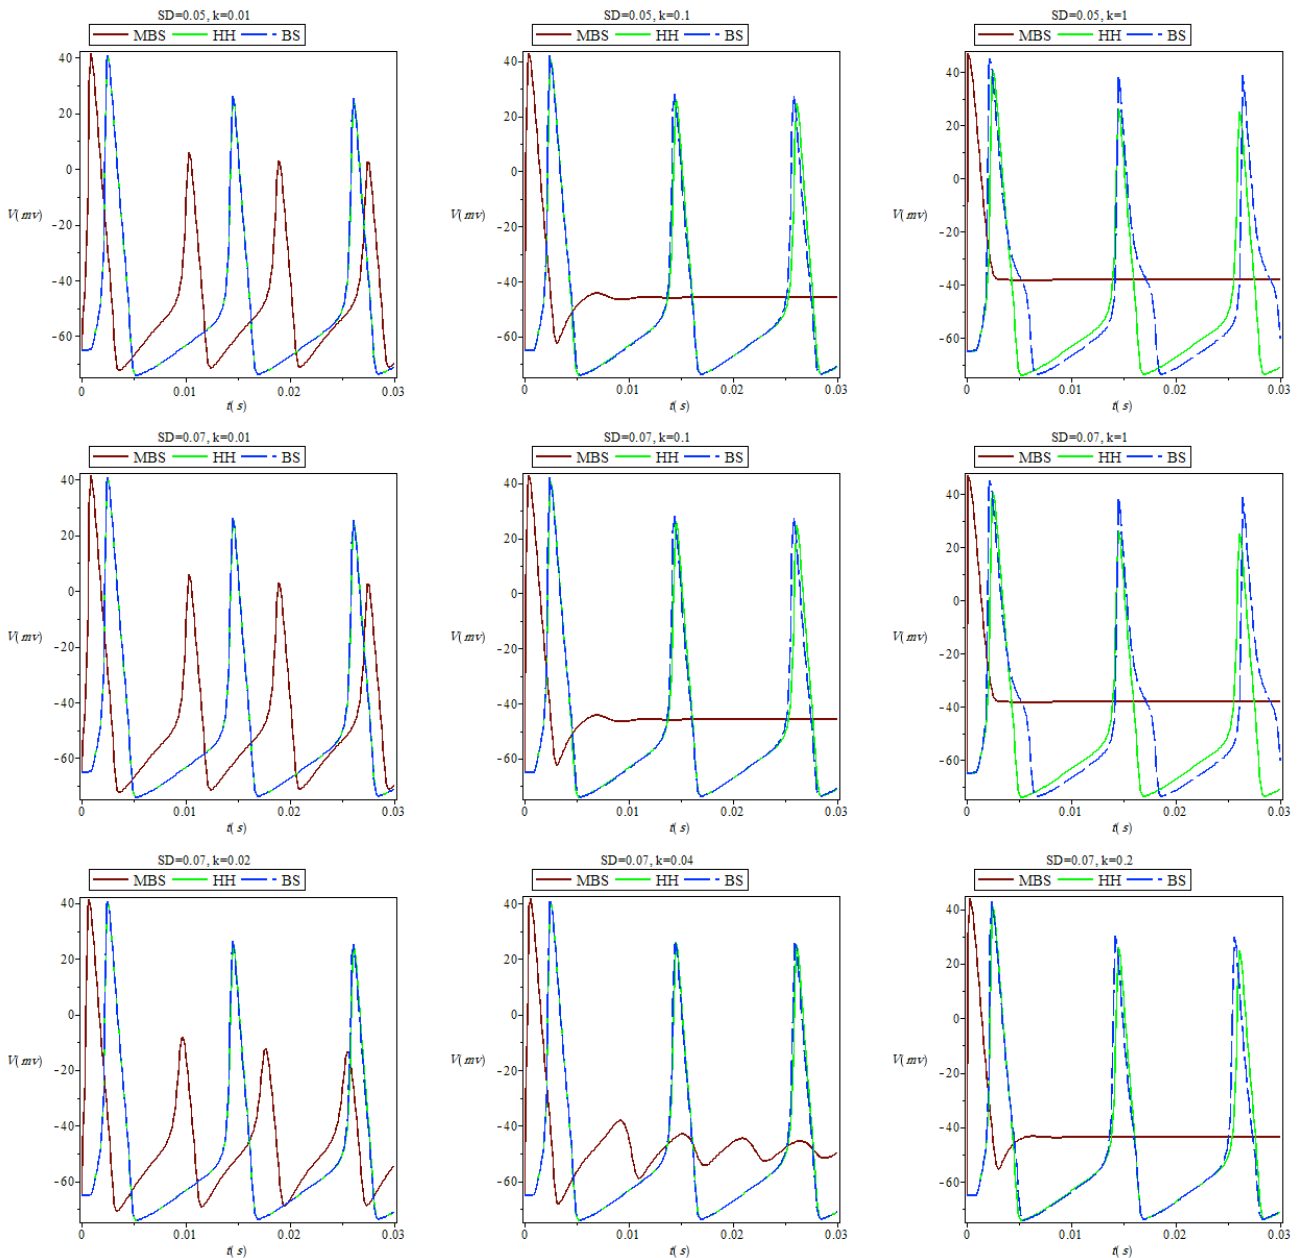 SD=0.05, k=0.01
MBS HH BS
40
20
0
-20
-40
-60
V(mv)
0 0.01 0.02 0.03
t(s)
SD=0.05, k=0.1
MBS HH BS
40
20
0
-20
-40
-60
V(mv)
0 0.01 0.02 0.03
t(s)
SD=0.05, k=1
MBS HH BS
40
20
0
-20
-40
-60
V(mv)
0 0.01 0.02 0.03
t(s)
SD=0.07, k=0.01
MBS HH BS
40
20
0
-20
-40
-60
V(mv)
0 0.01 0.02 0.03
t(s)
SD=0.07, k=0.1
MBS HH BS
40
20
0
-20
-40
-60
V(mv)
0 0.01 0.02 0.03
t(s)
SD=0.07, k=1
MBS HH BS
40
20
0
-20
-40
-60
V(mv)
0 0.01 0.02 0.03
t(s)
SD=0.07, k=0.02
MBS HH BS
40
20
0
-20
-40
-60
V(mv)
0 0.01 0.02 0.03
t(s)
SD=0.07, k=0.04
MBS HH BS
40
20
0
-20
-40
-60
V(mv)
0 0.01 0.02 0.03
t(s)
SD=0.07, k=0.2
MBS HH BS
40
20
0
-20
-40
-60
V(mv)
0 0.01 0.02 0.03
t(s)